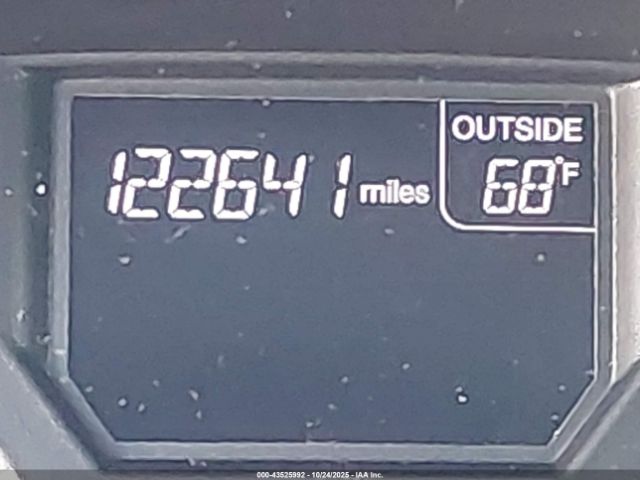 OUTSIDE
122641 miles
68°F
000-43525992 - 10/24/2025 - IAA Inc.